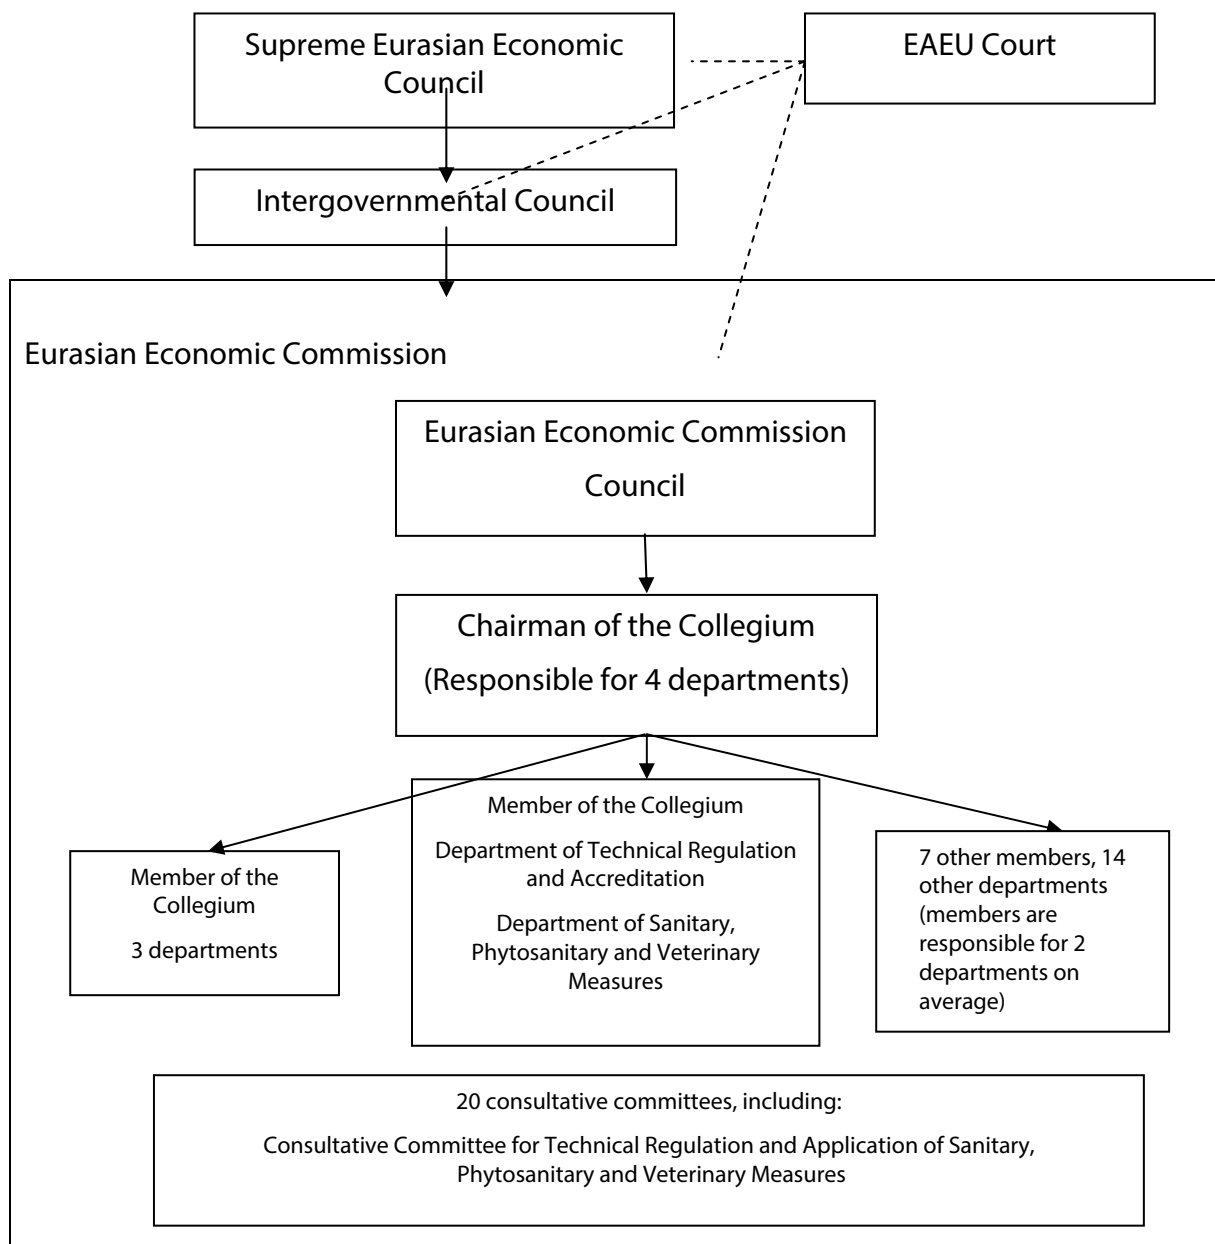 Supreme Eurasian Economic
Council
EAEU Court
Intergovernmental Council
Eurasian Economic Commission
Eurasian Economic Commission
Council
Chairman of the Collegium
(Responsible for 4 departments)
Member of the
Collegium
3 departments
Member of the Collegium
Department of Technical Regulation
and Accreditation
Department of Sanitary,
Phytosanitary and Veterinary
Measures
7 other members, 14
other departments
(members are
responsible for 2
departments on
average)
20 consultative committees, including:
Consultative Committee for Technical Regulation and Application of Sanitary,
Phytosanitary and Veterinary Measures